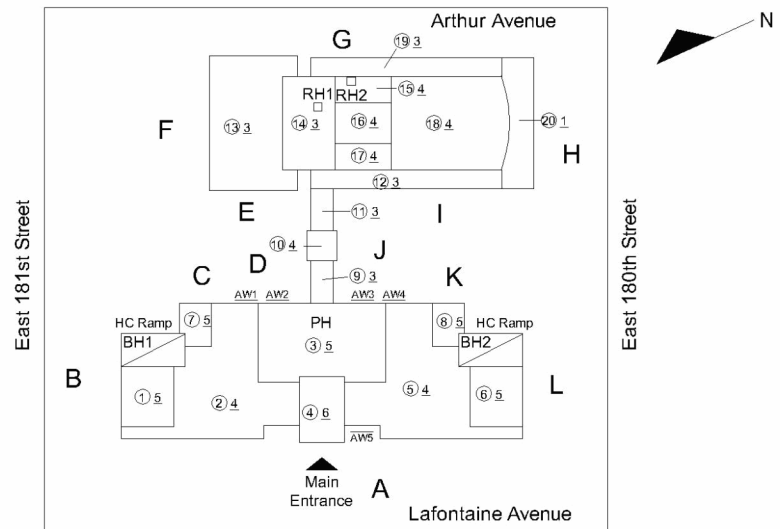 Arthur Avenue
N
G
19 3
RH1
RH2
15 4
F
13 3
14 3
16 4
18 4
20 1
17 4
H
12 3
E
11 3
I
East 181st Street
East 180th Street
10 4
J
D
C
9 3
K
AW1
AW2
AW3
AW4
HC Ramp
7 5
PH
8 5
HC Ramp
BH1
3 5
BH2
B
1 5
2 4
4 6
5 4
6 5
L
AW5
Main
Entrance
A
Lafontaine Avenue